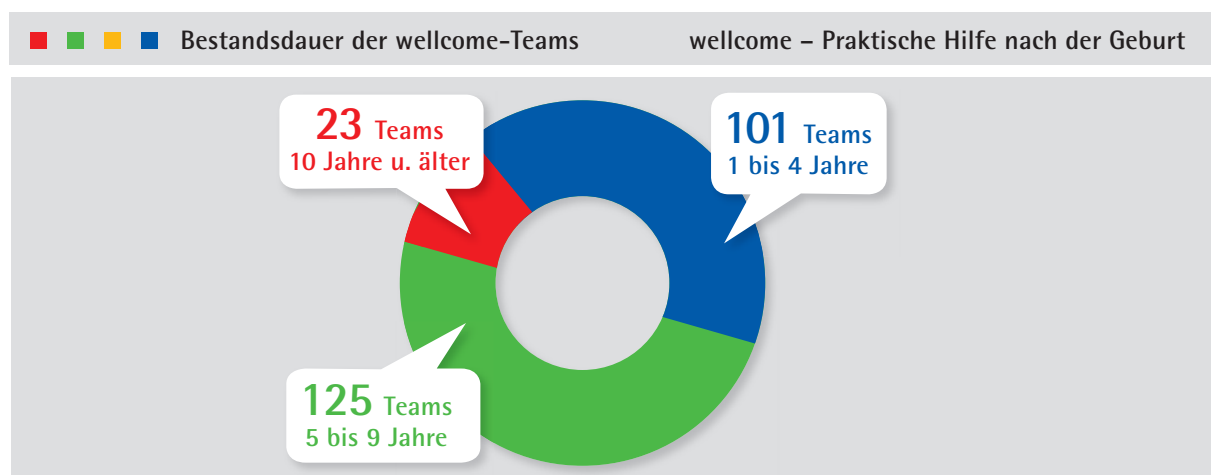 Bestandsdauer der wellcome-Teams
wellcome – Praktische Hilfe nach der Geburt
23 Teams
10 Jahre u. älter
101 Teams
1 bis 4 Jahre
125 Teams
5 bis 9 Jahre